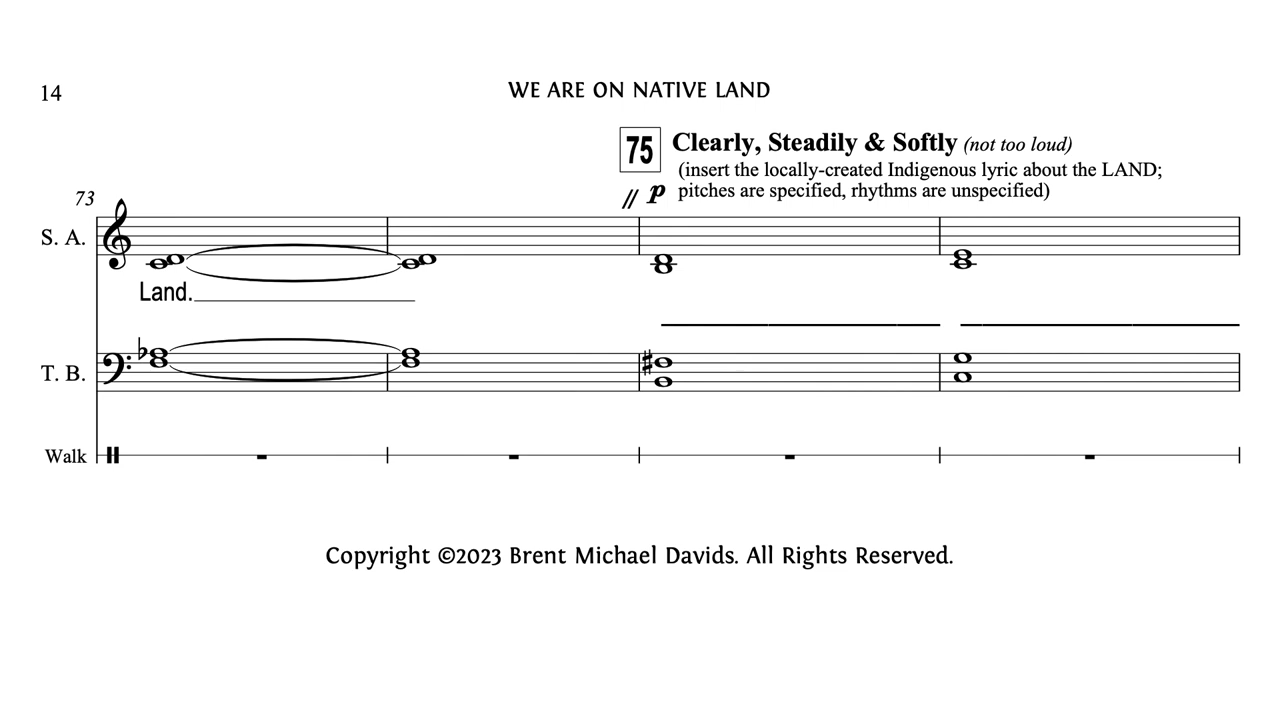 14
WE ARE ON NATIVE LAND
75 Clearly, Steadily & Softly (not too loud)
(insert the locally-created Indigenous lyric about the LAND;
p pitches are specified, rhythms are unspecified)
73
S. A.
Land.
T. B.
Walk
Copyright ©2023 Brent Michael Davids. All Rights Reserved.